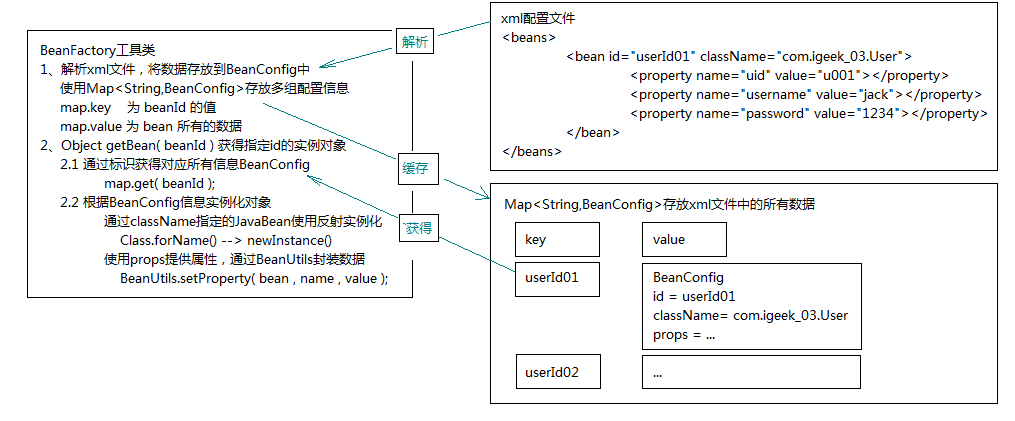 BeanFactory工具类
1、解析xml文件，将数据存放到BeanConfig中
使用Map<String,BeanConfig>存放多组配置信息
map.key 为 beanId 的值
map.value 为 bean 所有的数据
2、Object getBean( beanId ) 获得指定id的实例对象
2.1 通过标识获得对应所有信息BeanConfig
map.get( beanId );
2.2 根据BeanConfig信息实例化对象
通过className指定的JavaBean使用反射实例化
Class.forName() --> newInstance()
使用props提供属性，通过BeanUtils封装数据
BeanUtils.setProperty( bean , name , value );
解析
缓存
获得
xml配置文件
<beans>
<bean id="userId01" className="com.igeek_03.User">
<property name="uid" value="u001"></property>
<property name="username" value="jack"></property>
<property name="password" value="1234"></property>
</bean>
</beans>
Map<String,BeanConfig>存放xml文件中的所有数据
key
value
userId01
BeanConfig
id = userId01
className= com.igeek_03.User
props = ...
userId02
...